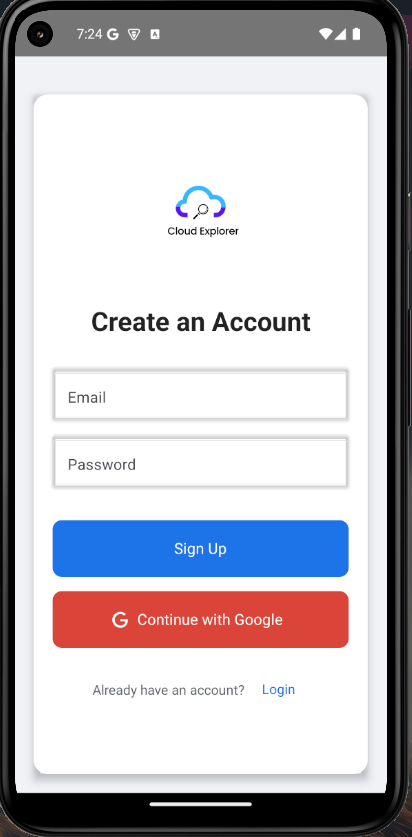 7:24
Cloud Explorer
Create an Account
Email
Password
Sign Up
G Continue with Google
Already have an account? Login